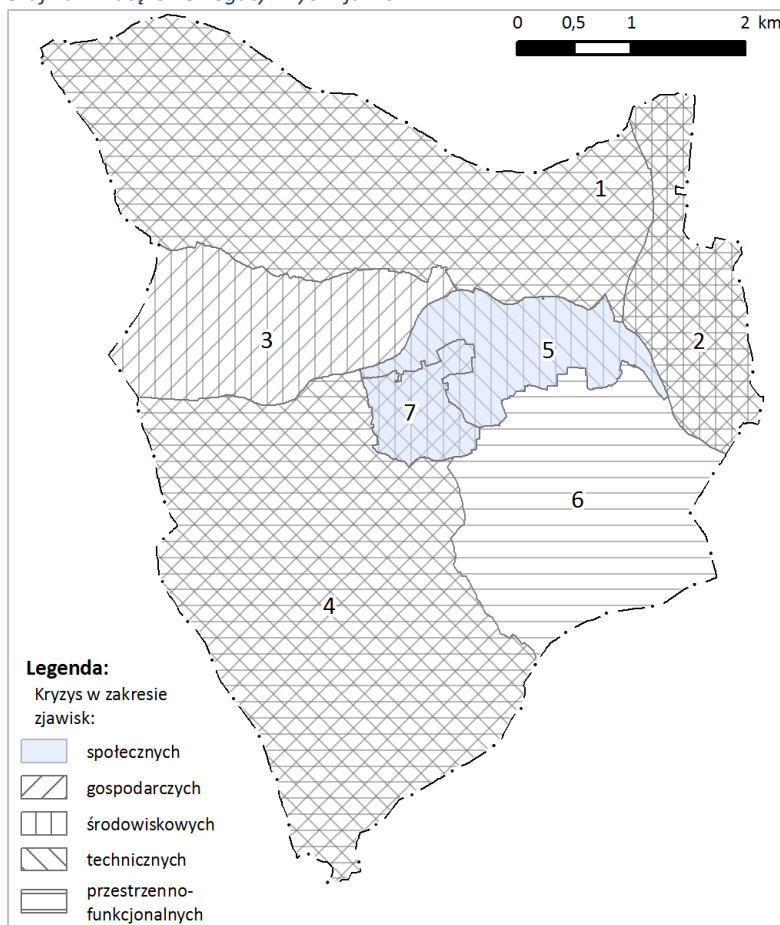 0 0,5 1 2 km
1
2
3
5
7
6
4
Legenda:
Kryzys w zakresie
zjawisk:
społecznych
gospodarczych
środowiskowych
technicznych
przestrzenno-
funkcjonalnych